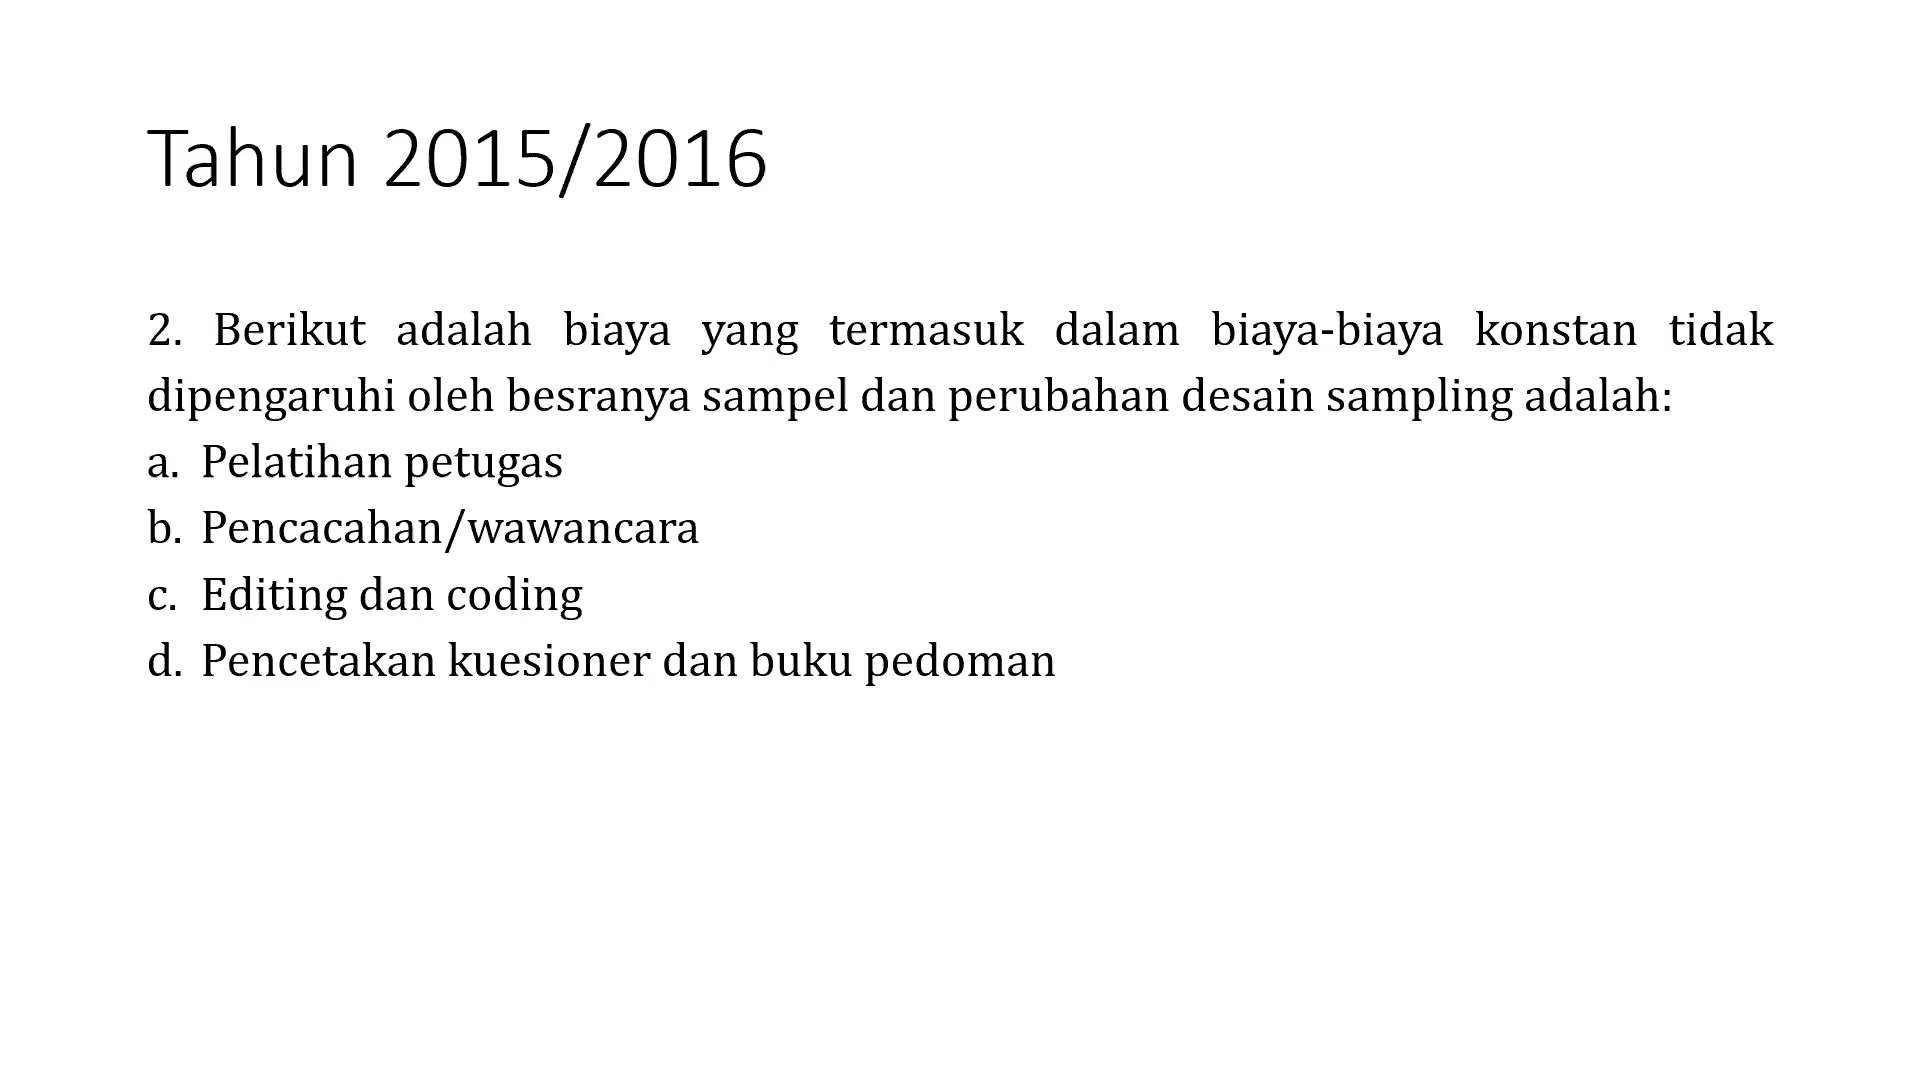 Tahun 2015/2016
2. Berikut adalah biaya yang termasuk dalam biaya-biaya konstan tidak
dipengaruhi oleh besranya sampel dan perubahan desain sampling adalah:
a. Pelatihan petugas
b. Pencacahan/wawancara
c. Editing dan coding
d. Pencetakan kuesioner dan buku pedoman